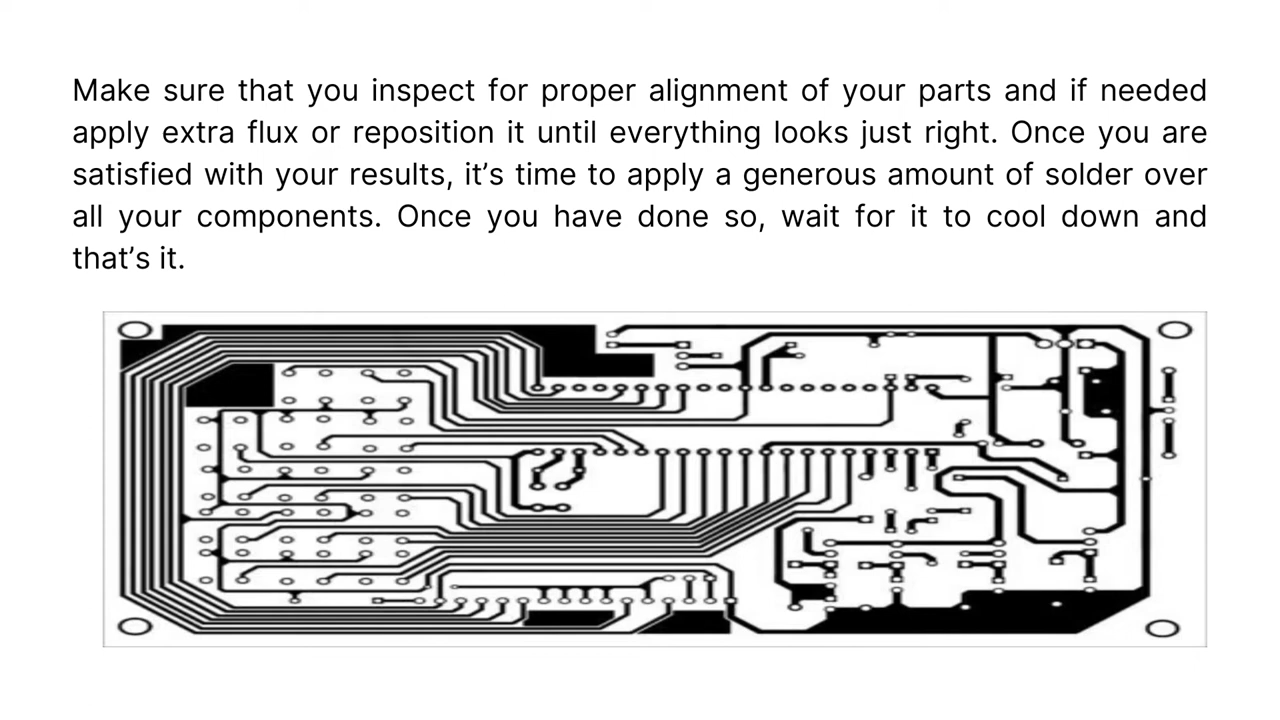 Make sure that you inspect for proper alignment of your parts and if needed
apply extra flux or reposition it until everything looks just right. Once you are
satisfied with your results, it’s time to apply a generous amount of solder over
all your components. Once you have done so, wait for it to cool down and
that’s it.